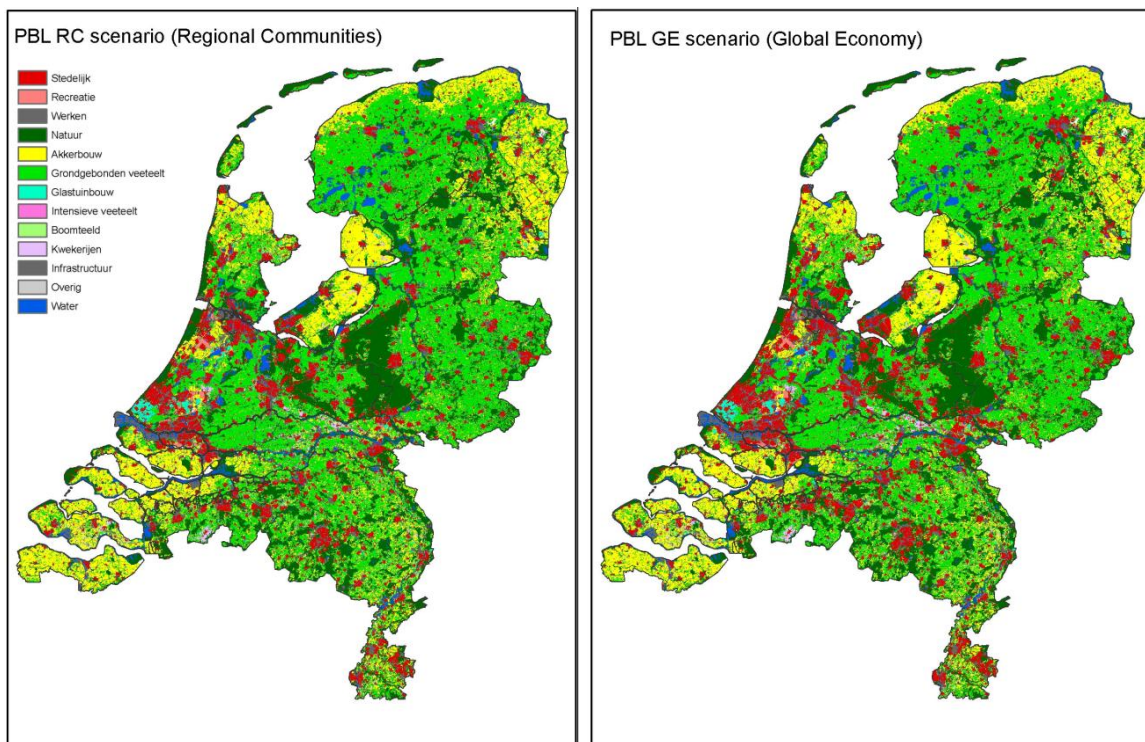 PBL RC scenario (Regional Communities)
Stedelijk
Recreatie
Werken
Natuur
Akkerbouw
Grondgebonden veeteelt
Glastuinbouw
Intensieve veeteelt
Boomteeld
Kwekerijen
Infrastructuur
Overig
Water
PBL GE scenario (Global Economy)